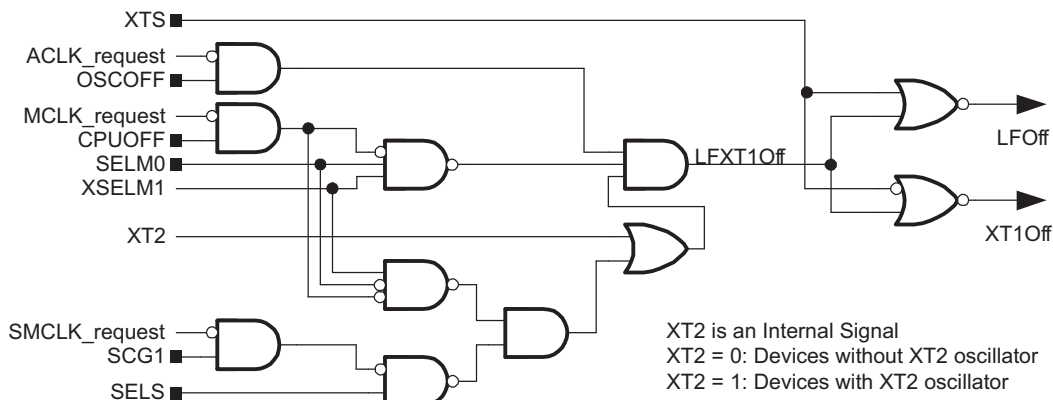 XTS
ACLK_request
OSCOFF
MCLK_request
CPUOFF
SELM0
XSELM1
XT2
SMCLK_request
SCG1
SELS
LFXT1Off
LFOff
XT1Off
XT2 is an Internal Signal
XT2 = 0: Devices without XT2 oscillator
XT2 = 1: Devices with XT2 oscillator